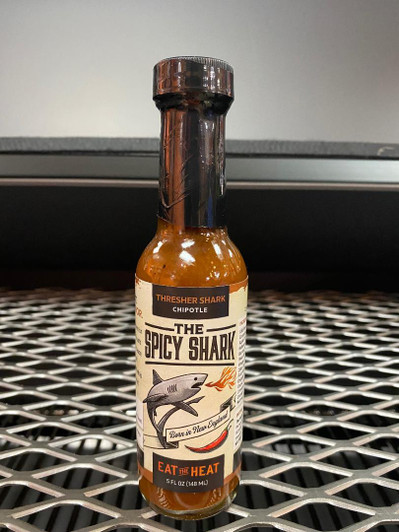 THRESHER SHARK
CHIPOTLE
THE
SPICY SHARK
Born in New England
EAT THE HEAT
5 FL OZ (148 ML)